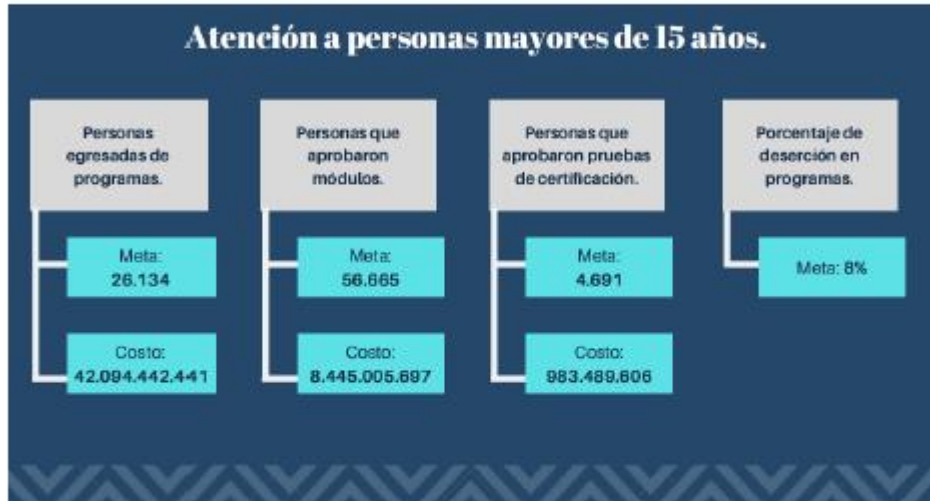 Atención a personas mayores de 15 años.
Personas
egresadas de
programas.
Meta:
26.134
Costo:
42.094.442.441
Personas que
aprobaron
módulos.
Meta:
56.665
Costo:
8.445.005.697
Personas que
aprobaron pruebas
de certificación.
Meta:
4.691
Costo:
983.489.606
Porcentaje de
deserción en
programas.
Meta: 8%